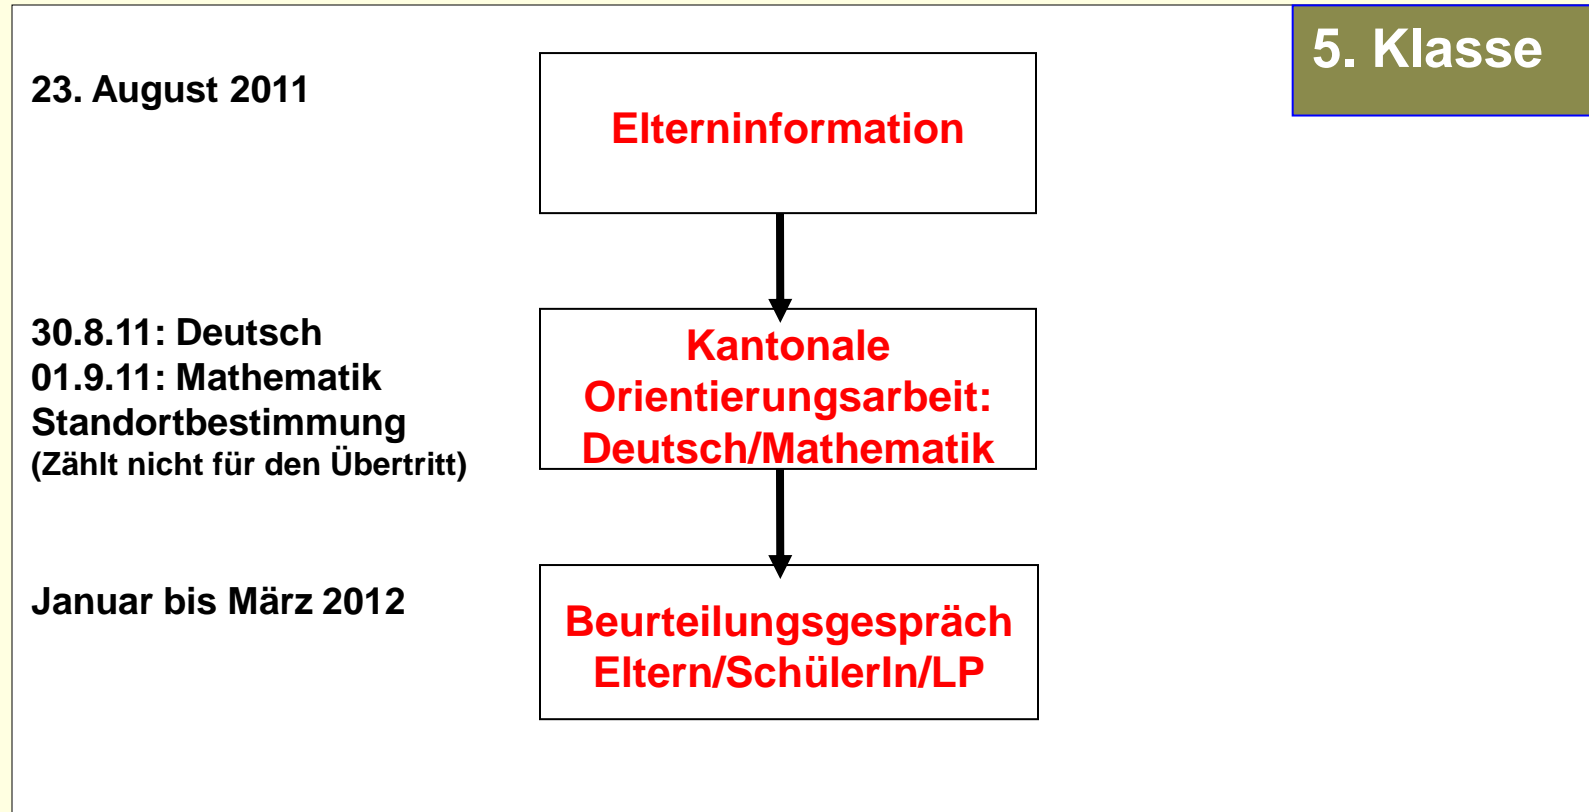 5. Klasse
23. August 2011
Elterninformation
30.8.11: Deutsch
01.9.11: Mathematik
Standortbestimmung
(Zählt nicht für den Übertritt)
Kantonale
Orientierungsarbeit:
Deutsch/Mathematik
Januar bis März 2012
Beurteilungsgespräch
Eltern/SchülerIn/LP